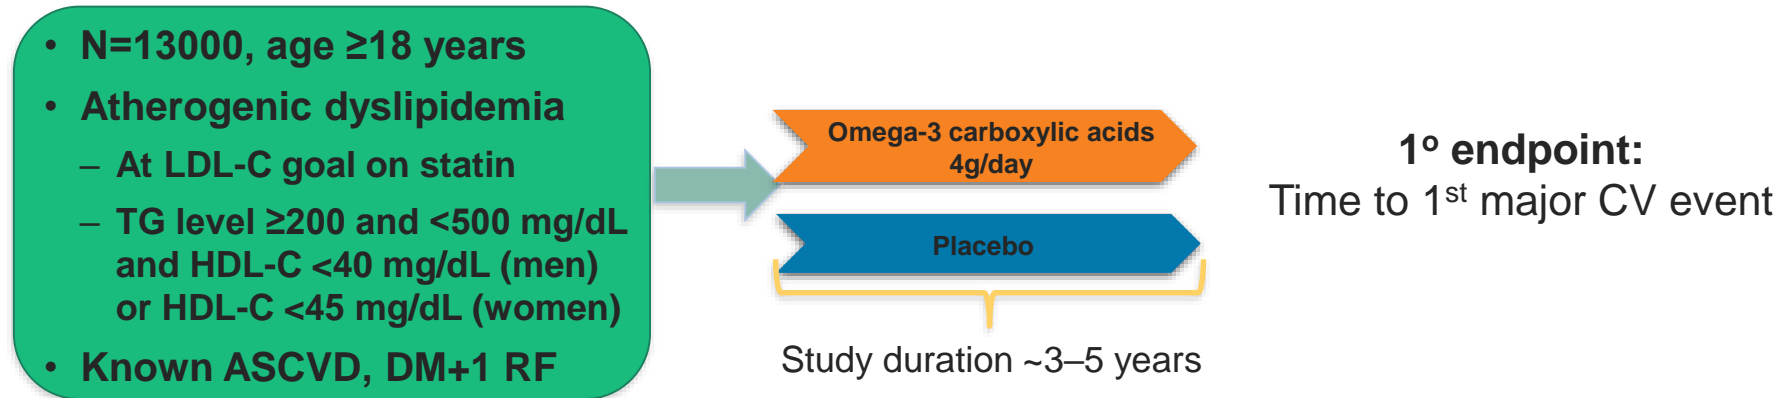 • N=13000, age ≥18 years
• Atherogenic dyslipidemia
– At LDL-C goal on statin
– TG level ≥200 and <500 mg/dL
and HDL-C <40 mg/dL (men)
or HDL-C <45 mg/dL (women)
• Known ASCVD, DM+1 RF
Omega-3 carboxylic acids
4g/day
Placebo
Study duration ~3–5 years
1º endpoint:
Time to 1st major CV event